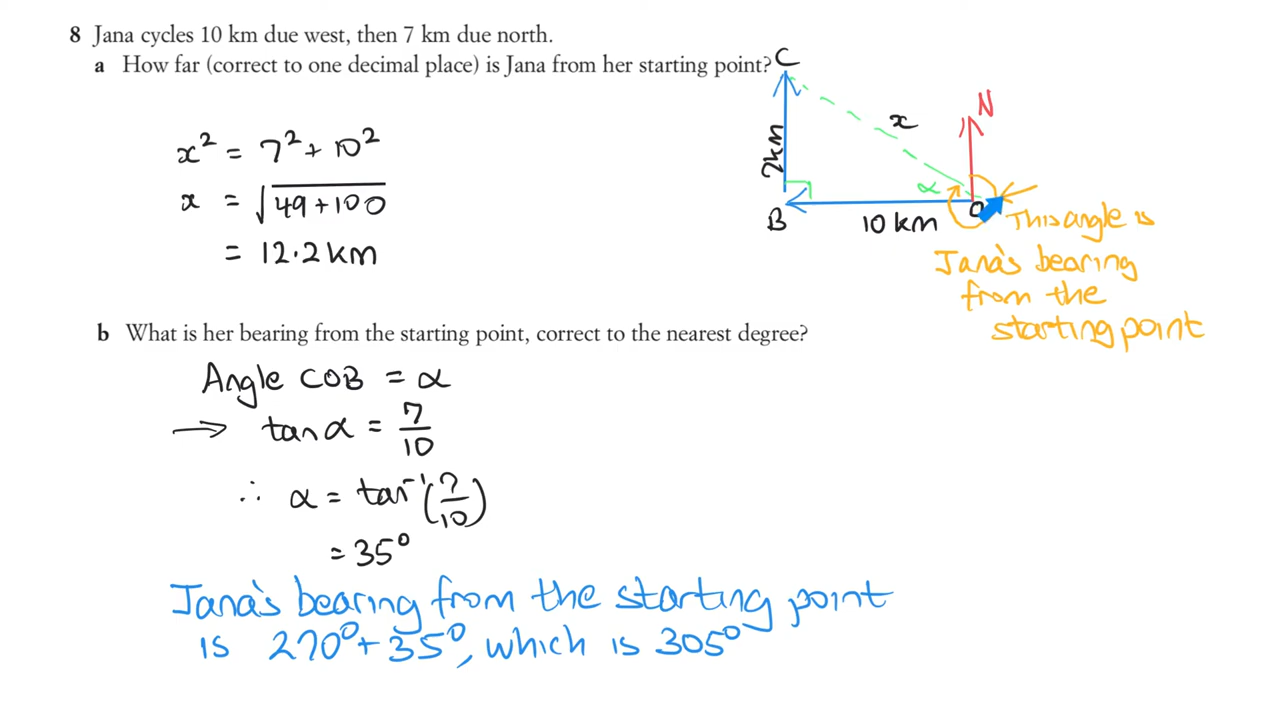 8 Jana cycles 10 km due west, then 7 km due north.
a How far (correct to one decimal place) is Jana from her starting point?
C
N
x
7km
α
B
10 km
O
This angle is
Jana's bearing
from the
starting point
x² = 7² + 10²
x = √49+100
= 12.2 km
b What is her bearing from the starting point, correct to the nearest degree?
Angle COB = α
⟶ tan α = 7/10
∴ α = tan⁻¹(7/10)
= 35°
Jana's bearing from the starting point
is 270° + 35°, which is 305°